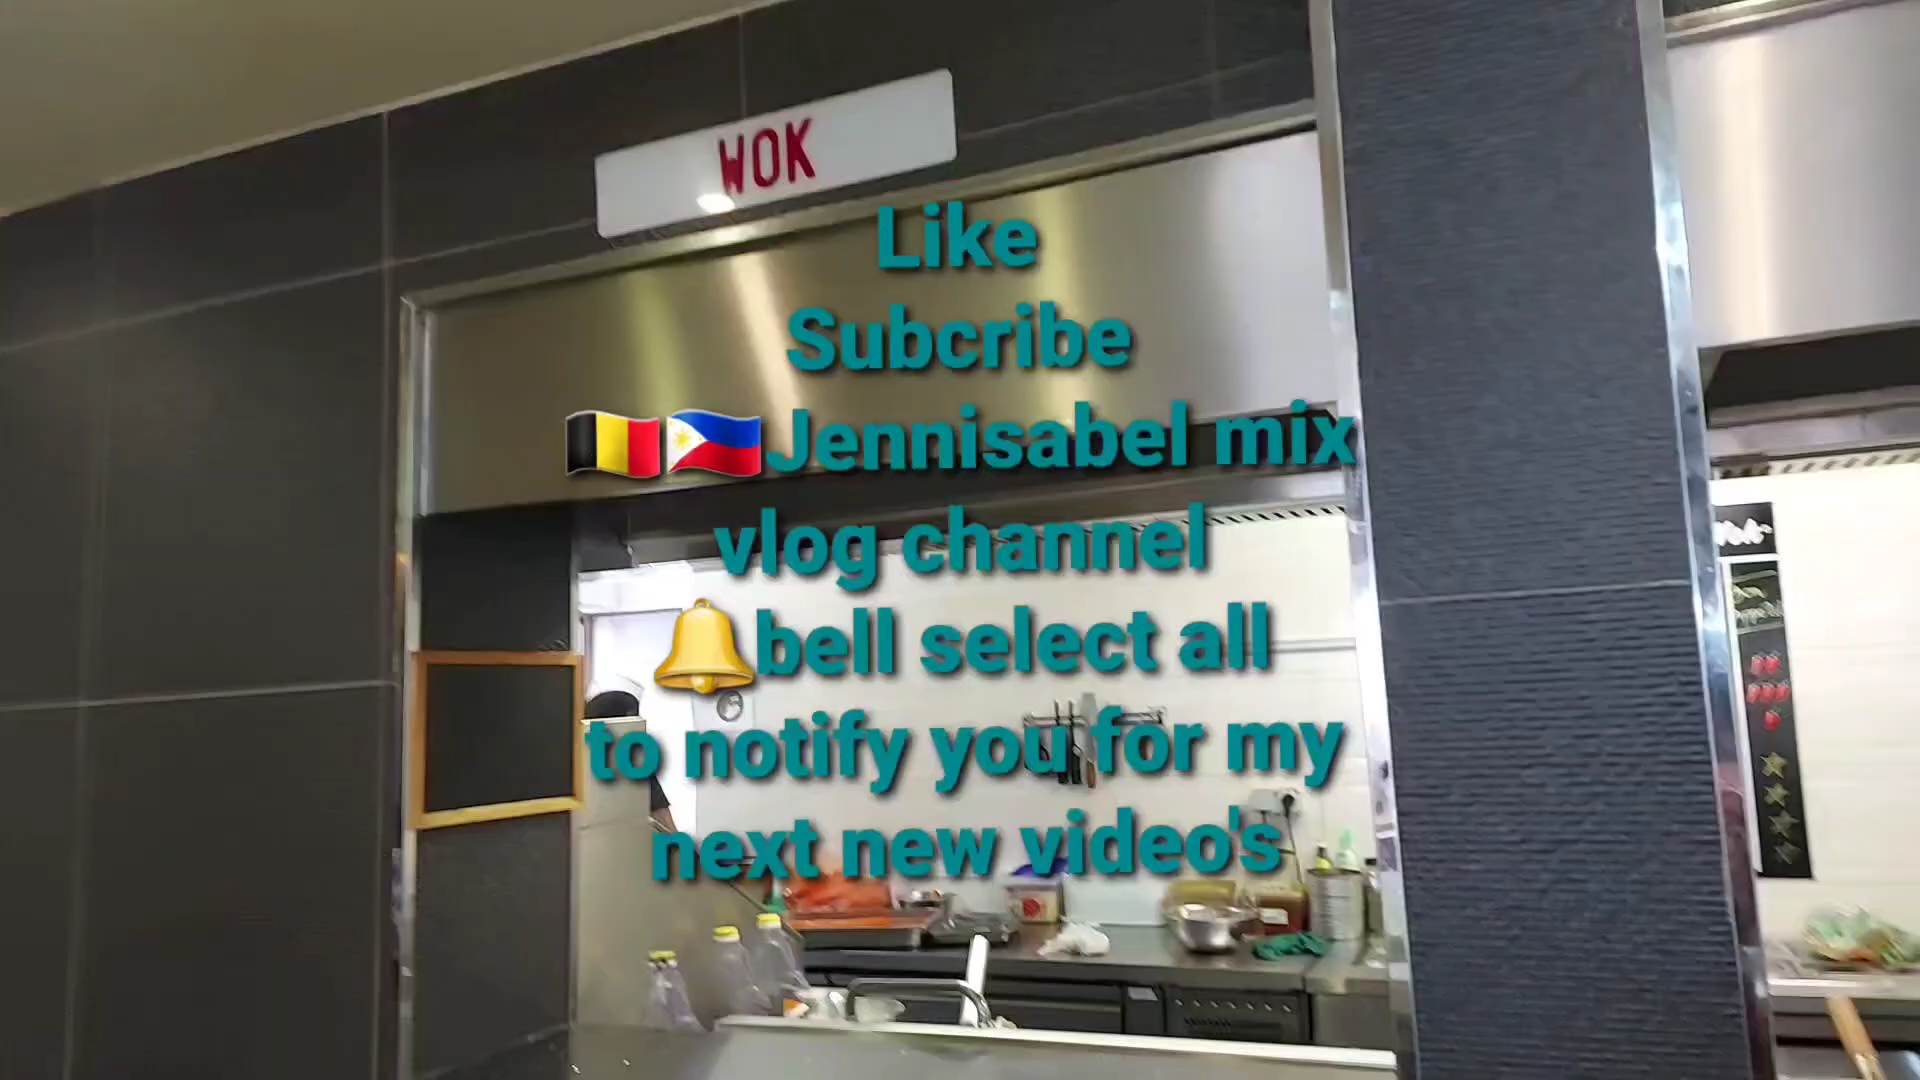 WOK
Like
Subcribe
🇧🇪🇵🇭Jennisabel mix
vlog channel
🔔bell select all
to notify you for my
next new video's